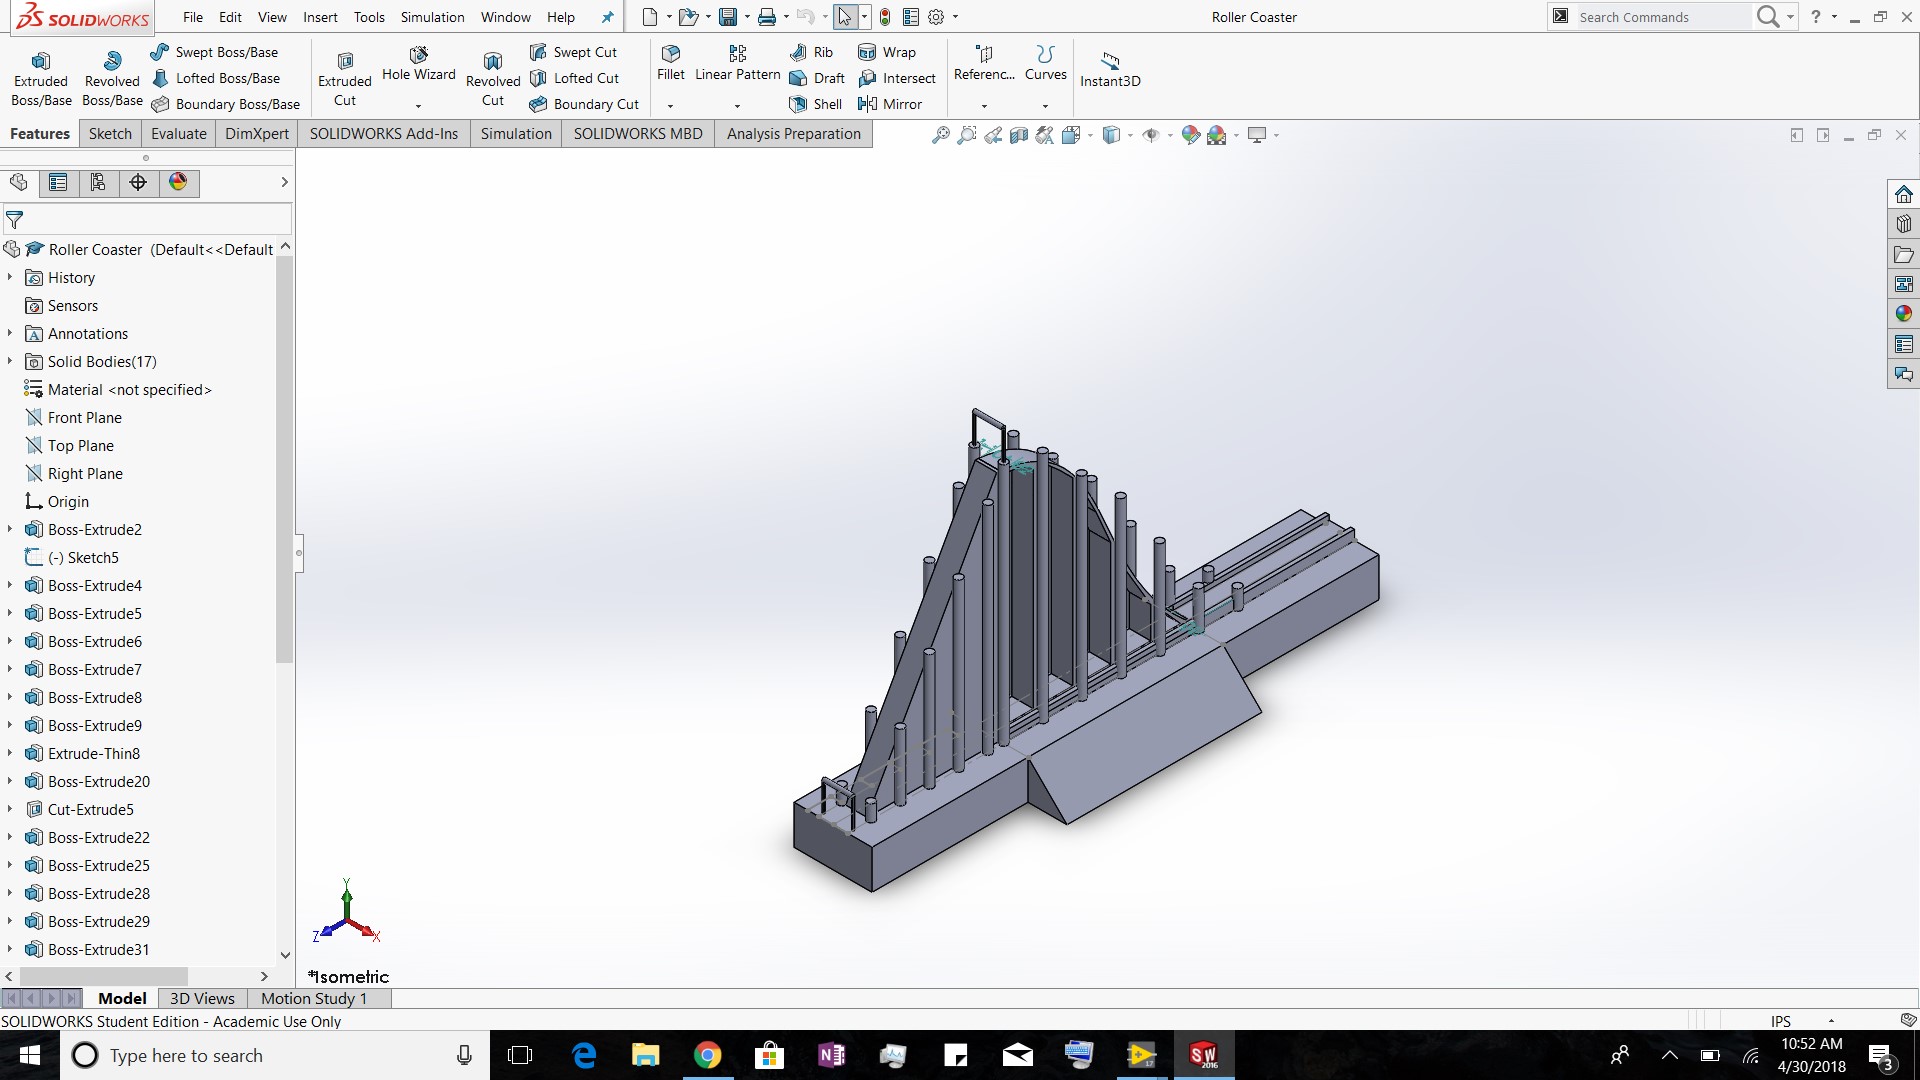 SOLIDWORKS File Edit View Insert Tools Simulation Window Help Roller Coaster Search Commands ?
Extruded Boss/Base Revolved Boss/Base Swept Boss/Base Lofted Boss/Base Boundary Boss/Base Extruded Cut Hole Wizard Revolved Cut Swept Cut Lofted Cut Boundary Cut Fillet Linear Pattern Rib Draft Shell Wrap Intersect Mirror Referenc... Curves Instant3D
Features Sketch Evaluate DimXpert SOLIDWORKS Add-Ins Simulation SOLIDWORKS MBD Analysis Preparation
Roller Coaster (Default<<Default
History
Sensors
Annotations
Solid Bodies(17)
Material <not specified>
Front Plane
Top Plane
Right Plane
Origin
Boss-Extrude2
(-) Sketch5
Boss-Extrude4
Boss-Extrude5
Boss-Extrude6
Boss-Extrude7
Boss-Extrude8
Boss-Extrude9
Extrude-Thin8
Boss-Extrude20
Cut-Extrude5
Boss-Extrude22
Boss-Extrude25
Boss-Extrude28
Boss-Extrude29
Boss-Extrude31
Y
Z X
*Isometric
Model 3D Views Motion Study 1
SOLIDWORKS Student Edition - Academic Use Only IPS
Type here to search
10:52 AM
4/30/2018
3